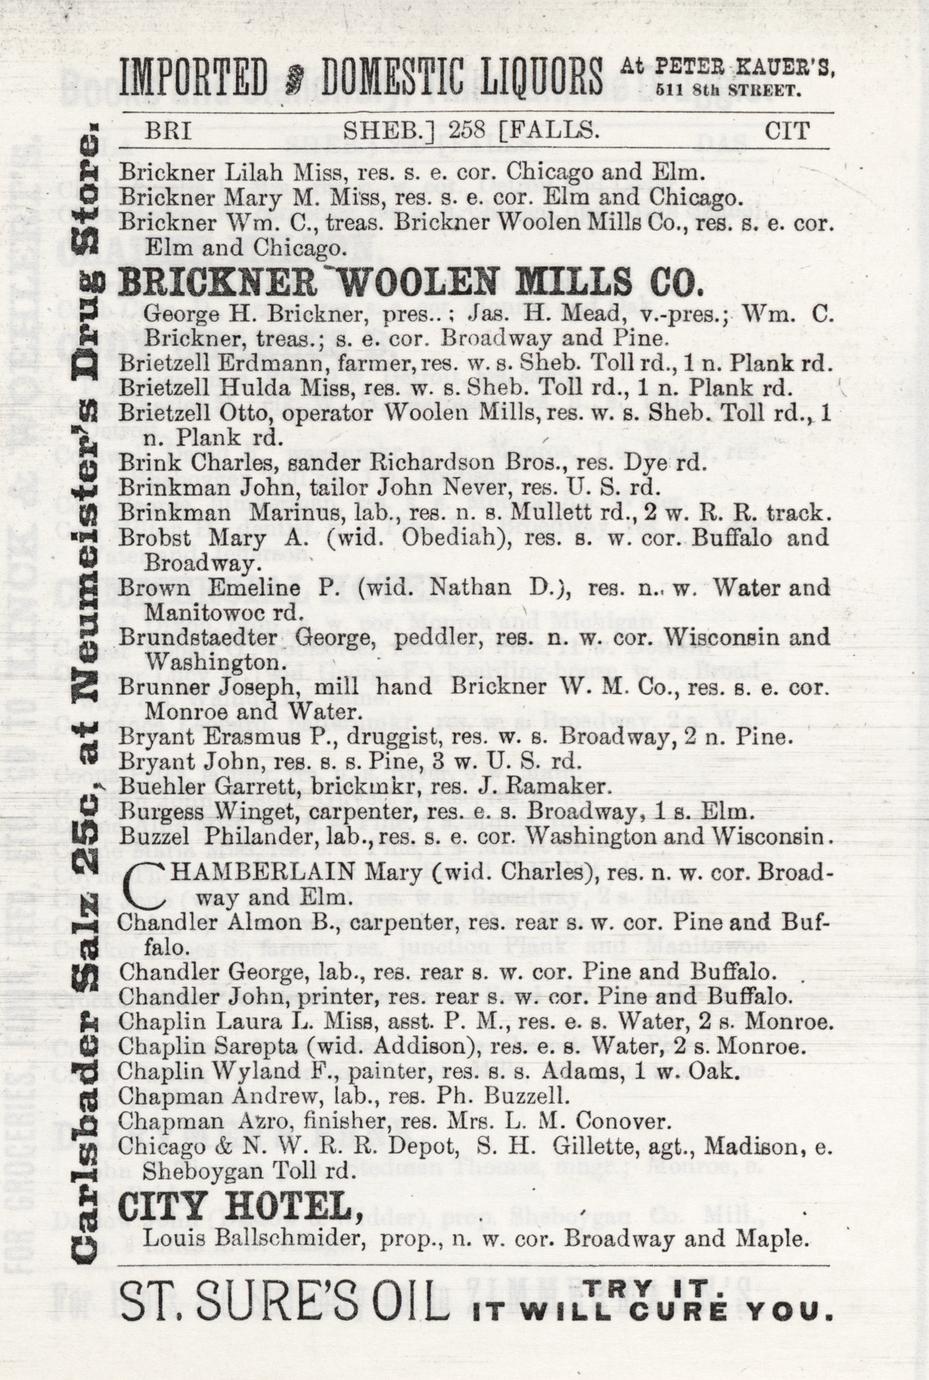 IMPORTED & DOMESTIC LIQUORS At PETER KAUER'S,
511 8th STREET.
BRI SHEB.] 258 [FALLS. CIT
Carlsbader Salz 25c, at Neumeister's Drug Store.
Brickner Lilah Miss, res. s. e. cor. Chicago and Elm.
Brickner Mary M. Miss, res. s. e. cor. Elm and Chicago.
Brickner Wm. C., treas. Brickner Woolen Mills Co., res. s. e. cor.
Elm and Chicago.
BRICKNER WOOLEN MILLS CO.
George H. Brickner, pres..; Jas. H. Mead, v.-pres.; Wm. C.
Brickner, treas.; s. e. cor. Broadway and Pine.
Brietzell Erdmann, farmer, res. w. s. Sheb. Toll rd., 1 n. Plank rd.
Brietzell Hulda Miss, res. w. s. Sheb. Toll rd., 1 n. Plank rd.
Brietzell Otto, operator Woolen Mills, res. w. s. Sheb. Toll rd., 1
n. Plank rd.
Brink Charles, sander Richardson Bros., res. Dye rd.
Brinkman John, tailor John Never, res. U. S. rd.
Brinkman Marinus, lab., res. n. s. Mullett rd., 2 w. R. R. track.
Brobst Mary A. (wid. Obediah), res. s. w. cor. Buffalo and
Broadway.
Brown Emeline P. (wid. Nathan D.), res. n. w. Water and
Manitowoc rd.
Brundstaedter George, peddler, res. n. w. cor. Wisconsin and
Washington.
Brunner Joseph, mill hand Brickner W. M. Co., res. s. e. cor.
Monroe and Water.
Bryant Erasmus P., druggist, res. w. s. Broadway, 2 n. Pine.
Bryant John, res. s. s. Pine, 3 w. U. S. rd.
Buehler Garrett, brickmkr, res. J. Ramaker.
Burgess Winget, carpenter, res. e. s. Broadway, 1 s. Elm.
Buzzel Philander, lab., res. s. e. cor. Washington and Wisconsin.
CHAMBERLAIN Mary (wid. Charles), res. n. w. cor. Broad-
way and Elm.
Chandler Almon B., carpenter, res. rear s. w. cor. Pine and Buf-
falo.
Chandler George, lab., res. rear s. w. cor. Pine and Buffalo.
Chandler John, printer, res. rear s. w. cor. Pine and Buffalo.
Chaplin Laura L. Miss, asst. P. M., res. e. s. Water, 2 s. Monroe.
Chaplin Sarepta (wid. Addison), res. e. s. Water, 2 s. Monroe.
Chaplin Wyland F., painter, res. s. s. Adams, 1 w. Oak.
Chapman Andrew, lab., res. Ph. Buzzell.
Chapman Azro, finisher, res. Mrs. L. M. Conover.
Chicago & N. W. R. R. Depot, S. H. Gillette, agt., Madison, e.
Sheboygan Toll rd.
CITY HOTEL,
Louis Ballschmider, prop., n. w. cor. Broadway and Maple.
ST. SURE'S OIL TRY IT.
IT WILL CURE YOU.